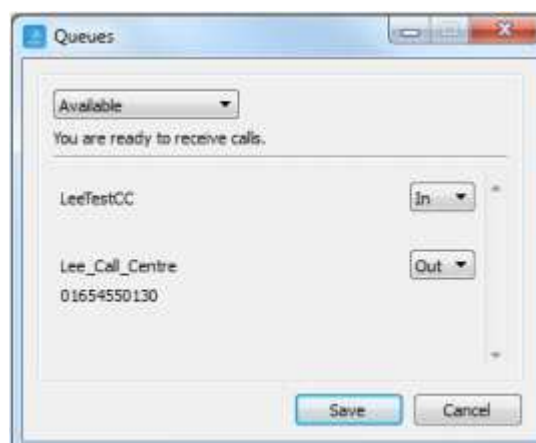 Queues
Available
You are ready to receive calls.
LeeTestCC In
Lee_Call_Centre Out
01654550130
Save Cancel